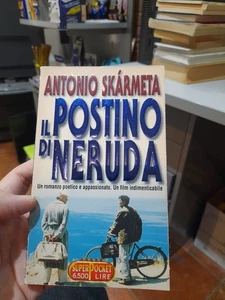 ANTONIO SKÁRMETA
IL
POSTINO
DI
NERUDA
Un romanzo poetico e appassionato. Un film indimenticabile
SUPER POCKET
6.500 LIRE